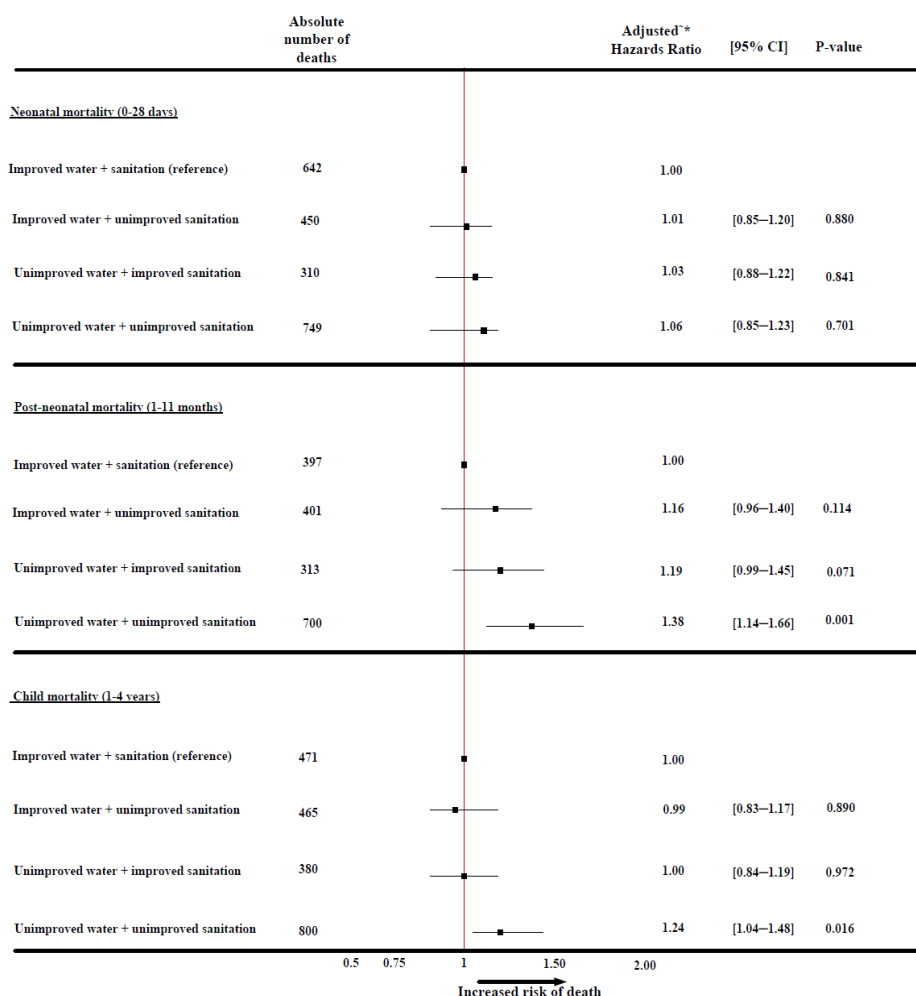 Absolute
number of
deaths
Adjusted~*
Hazards Ratio
[95% CI]
P-value
Neonatal mortality (0-28 days)
Improved water + sanitation (reference) 642 1.00
Improved water + unimproved sanitation 450 1.01 [0.85—1.20] 0.880
Unimproved water + improved sanitation 310 1.03 [0.88—1.22] 0.841
Unimproved water + unimproved sanitation 749 1.06 [0.85—1.23] 0.701
Post-neonatal mortality (1-11 months)
Improved water + sanitation (reference) 397 1.00
Improved water + unimproved sanitation 401 1.16 [0.96—1.40] 0.114
Unimproved water + improved sanitation 313 1.19 [0.99—1.45] 0.071
Unimproved water + unimproved sanitation 700 1.38 [1.14—1.66] 0.001
Child mortality (1-4 years)
Improved water + sanitation (reference) 471 1.00
Improved water + unimproved sanitation 465 0.99 [0.83—1.17] 0.890
Unimproved water + improved sanitation 380 1.00 [0.84—1.19] 0.972
Unimproved water + unimproved sanitation 800 1.24 [1.04—1.48] 0.016
0.5 0.75 1 1.50 2.00
Increased risk of death